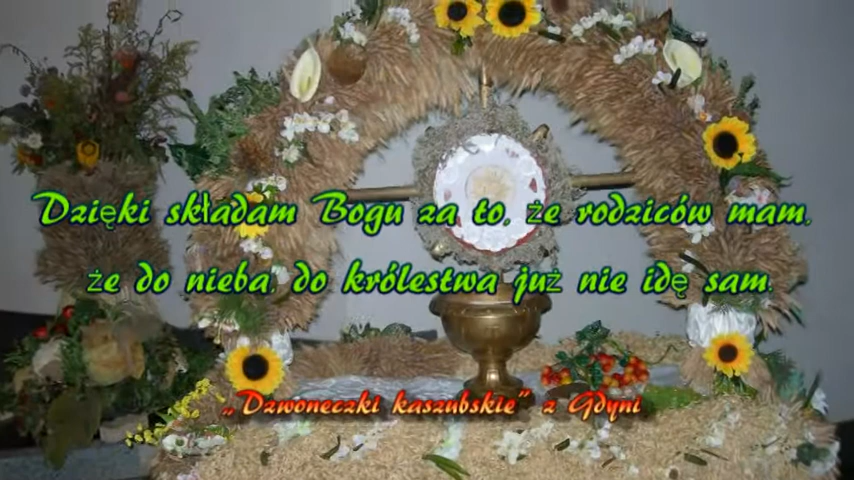 Dzięki składam Bogu za to, że rodziców mam,
że do nieba, do królestwa już nie idę sam.
„Dzwoneczki kaszubskie” z Gdyni